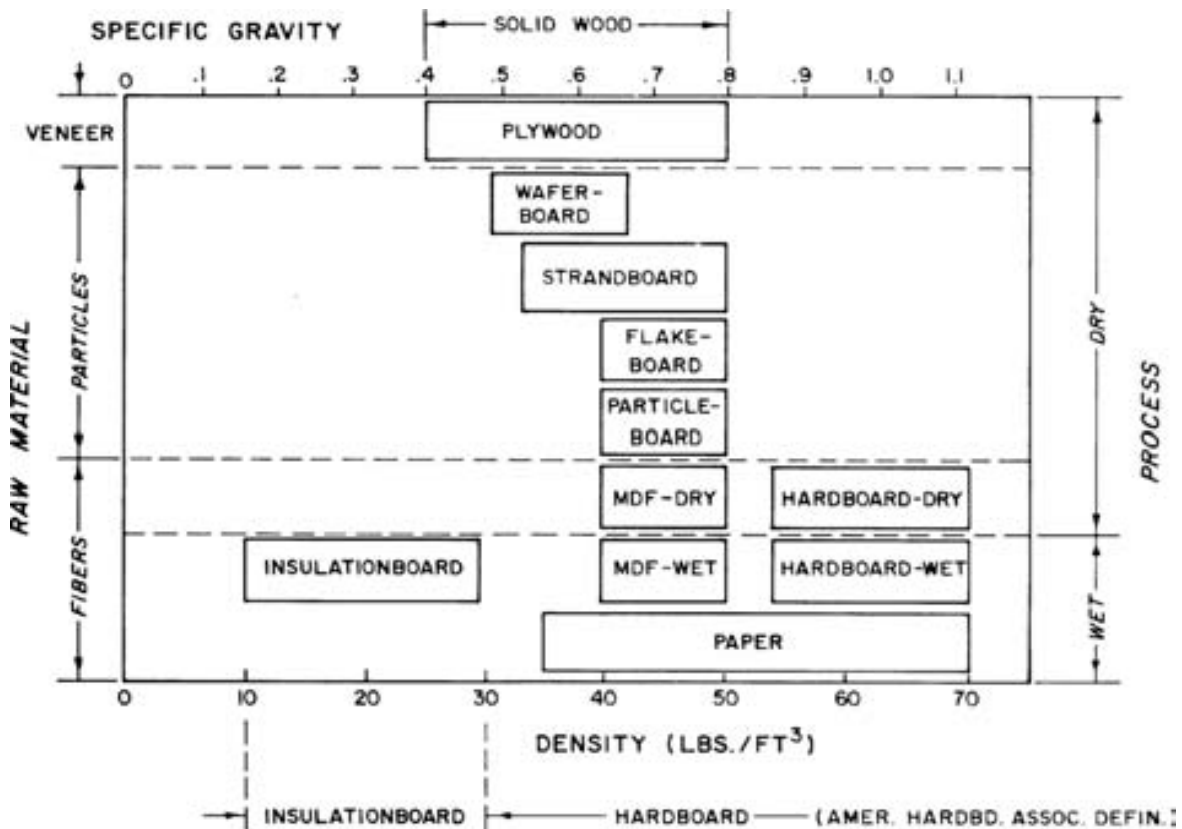 SPECIFIC GRAVITY
SOLID WOOD
0 .1 .2 .3 .4 .5 .6 .7 .8 .9 1.0 1.1
VENEER
PLYWOOD
WAFER-
BOARD
STRANDBOARD
FLAKE-
BOARD
PARTICLE-
BOARD
MDF-DRY
HARDBOARD-DRY
INSULATIONBOARD
MDF-WET
HARDBOARD-WET
PAPER
RAW MATERIAL
PARTICLES
FIBERS
PROCESS
DRY
WET
0 10 20 30 40 50 60 70
DENSITY (LBS./FT³)
INSULATIONBOARD
HARDBOARD (AMER. HARDBD. ASSOC. DEFIN.)